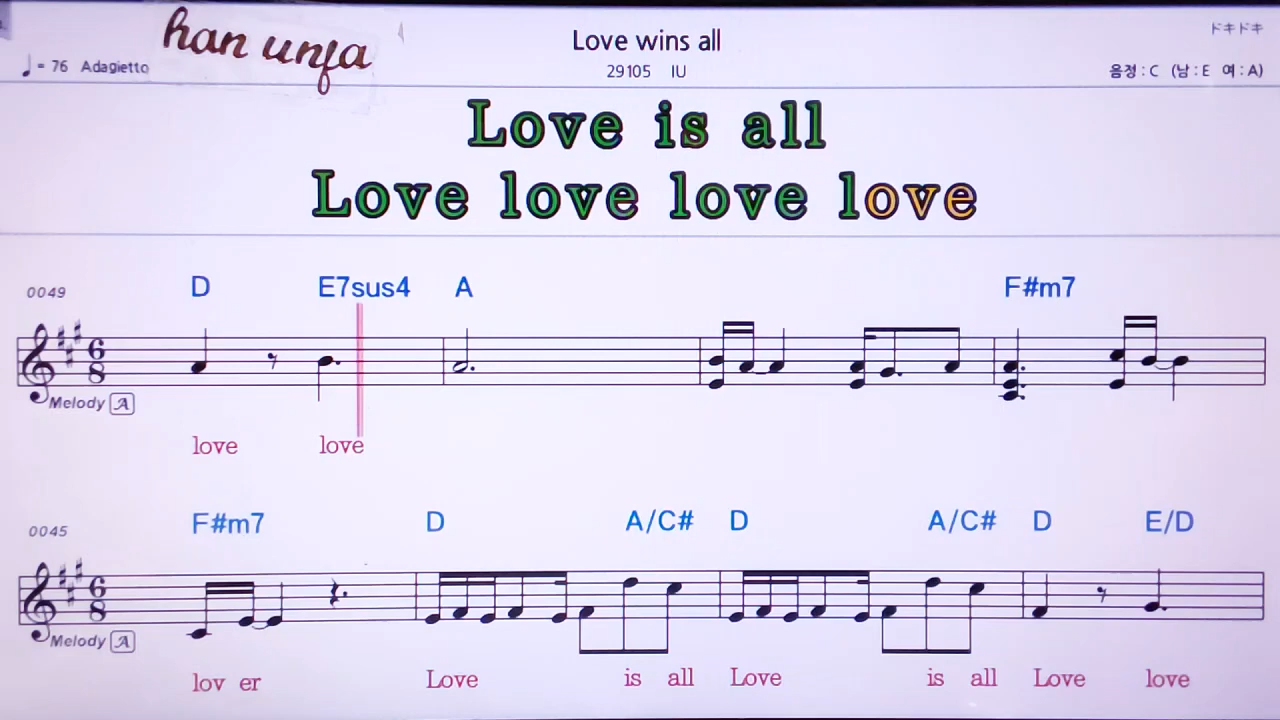 han unja
Love wins all
ドキドキ
♩= 76 Adagietto
29105 IU
음정 : C (남 : E 여 : A)
Love is all
Love love love love
0049 D E7sus4 A F#m7
6 8
Melody A
love love
0045 F#m7 D A/C# D A/C# D E/D
6 8
Melody A
lov er Love is all Love is all Love love